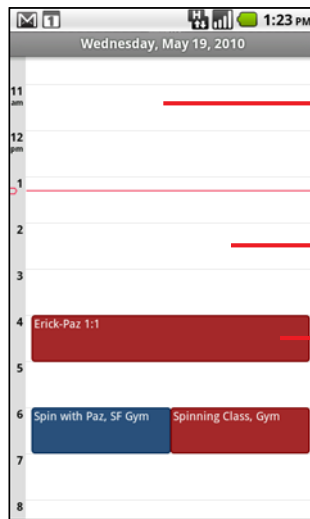 1 H 1:23 PM
Wednesday, May 19, 2010
11
am
12
pm
1
2
3
4 Erick-Paz 1:1
5
6 Spin with Paz, SF Gym Spinning Class, Gym
7
8